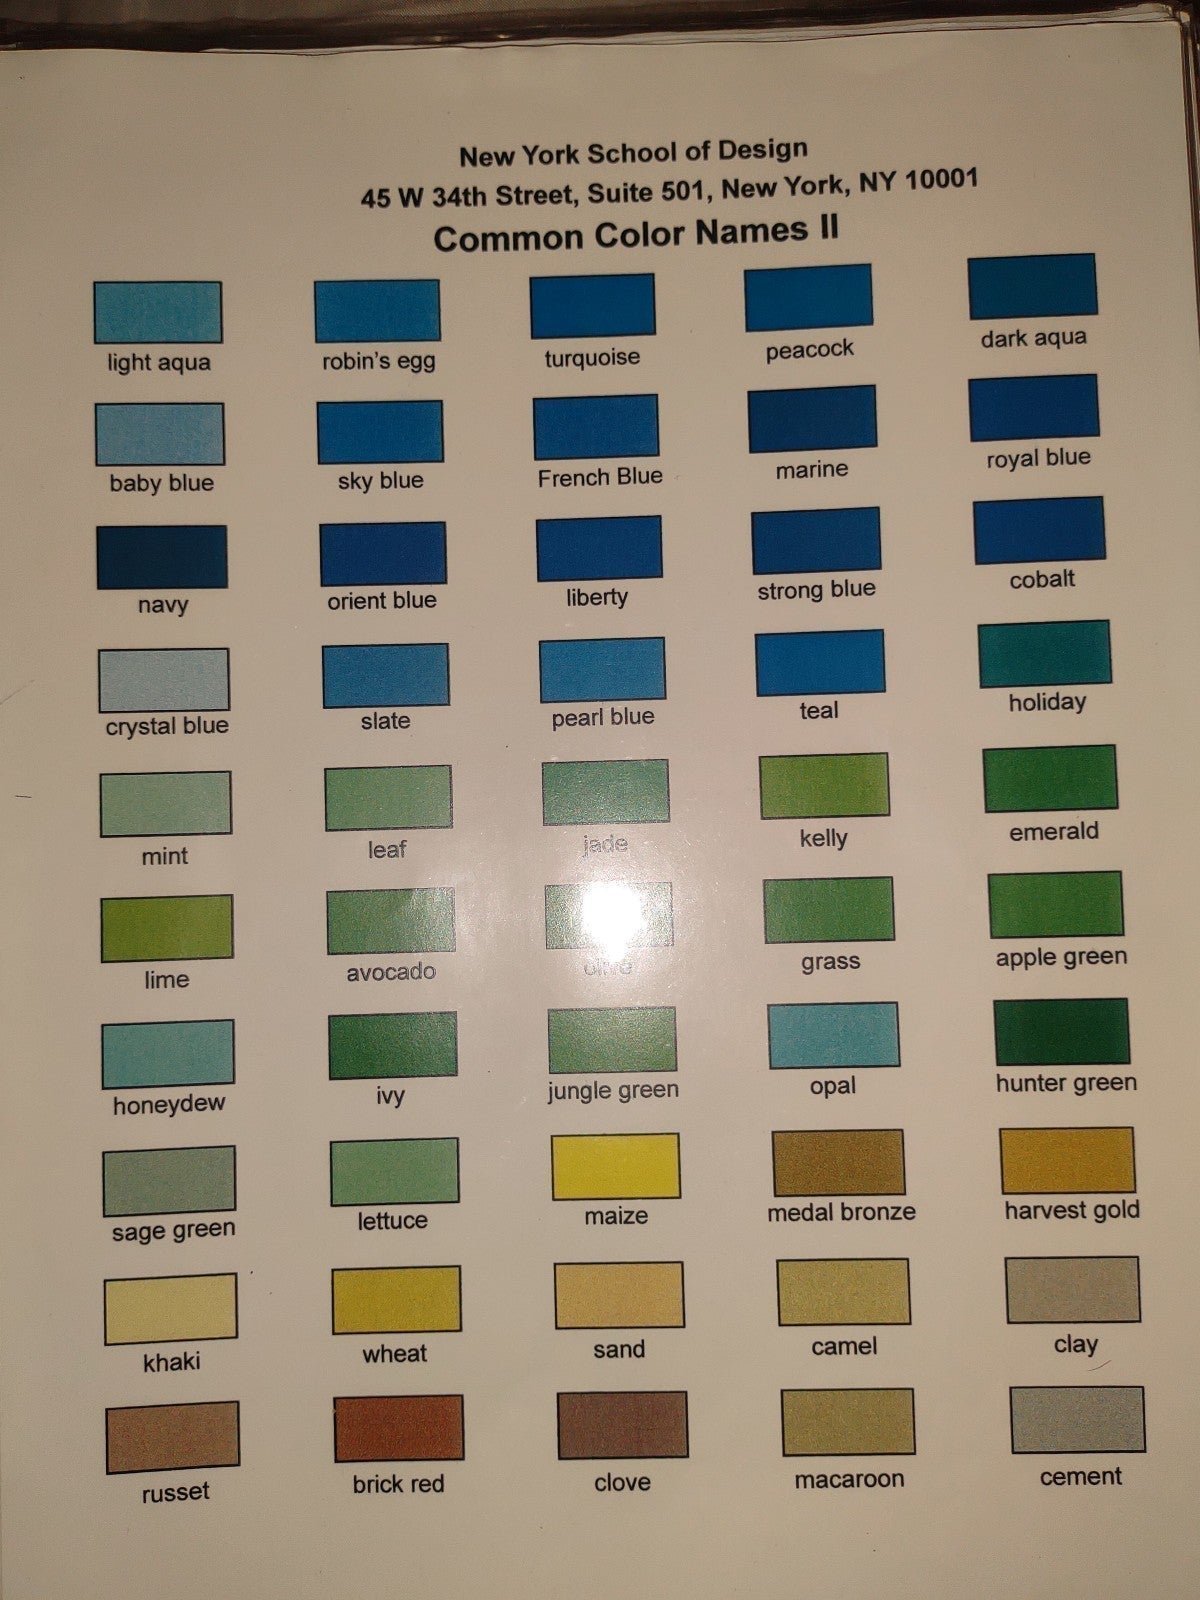 New York School of Design
45 W 34th Street, Suite 501, New York, NY 10001
Common Color Names II
light aqua robin's egg turquoise peacock dark aqua
baby blue sky blue French Blue marine royal blue
navy orient blue liberty strong blue cobalt
crystal blue slate pearl blue teal holiday
mint leaf jade kelly emerald
lime avocado olive grass apple green
honeydew ivy jungle green opal hunter green
sage green lettuce maize medal bronze harvest gold
khaki wheat sand camel clay
russet brick red clove macaroon cement